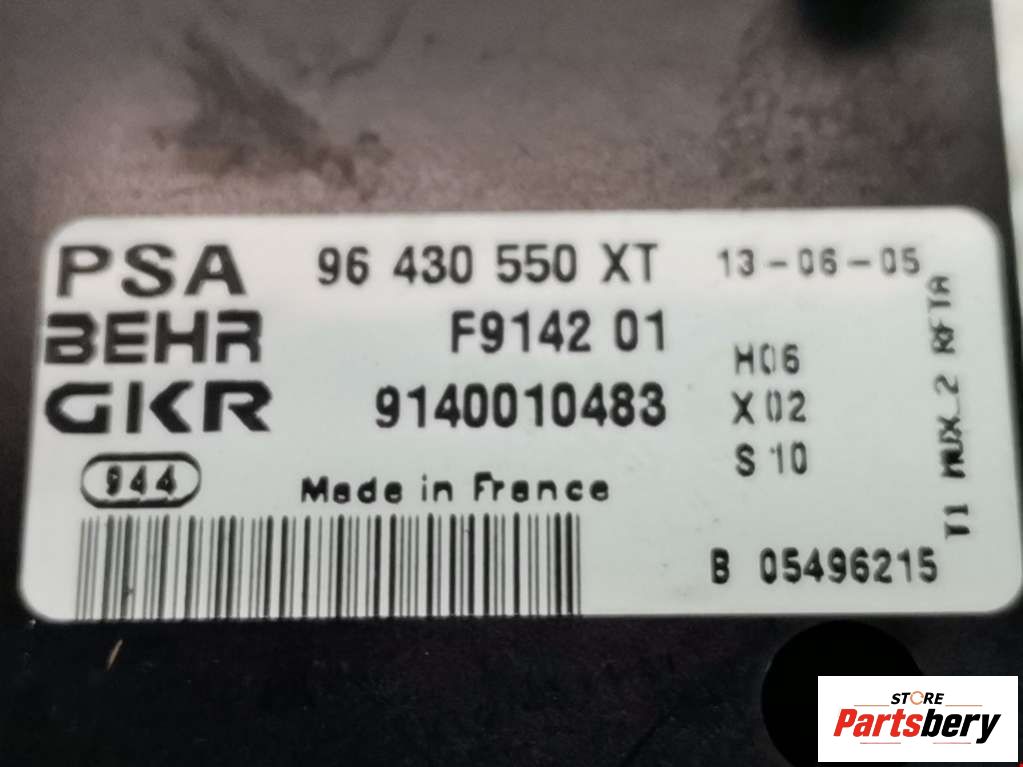 PSA 96 430 550 XT 13-06-05
BEHR F9142 01
GKR 9140010483
H06
X02
S10
944
Made in France
B 05496215
T1 MUX_2 RFTA
STORE
Partsbery